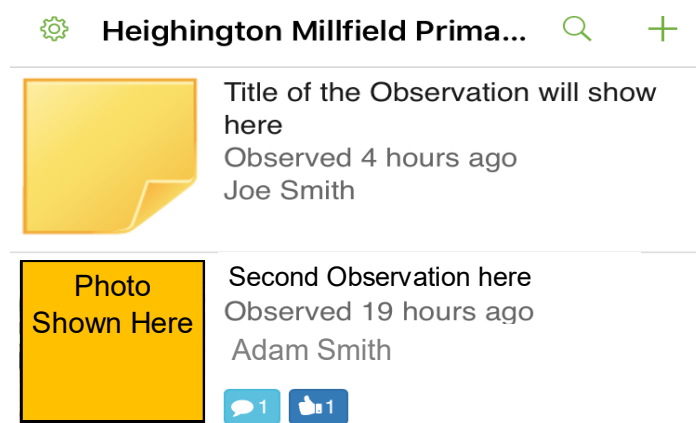 Heighington Millfield Prima...
Title of the Observation will show
here
Observed 4 hours ago
Joe Smith
Photo
Shown Here
Second Observation here
Observed 19 hours ago
Adam Smith
1
1